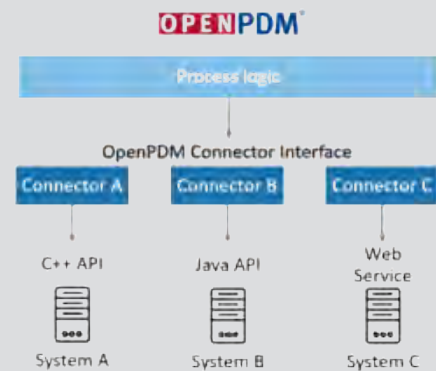 OPENPDM®
Process logic
OpenPDM Connector Interface
Connector A Connector B Connector C
C++ API Java API Web Service
System A System B System C